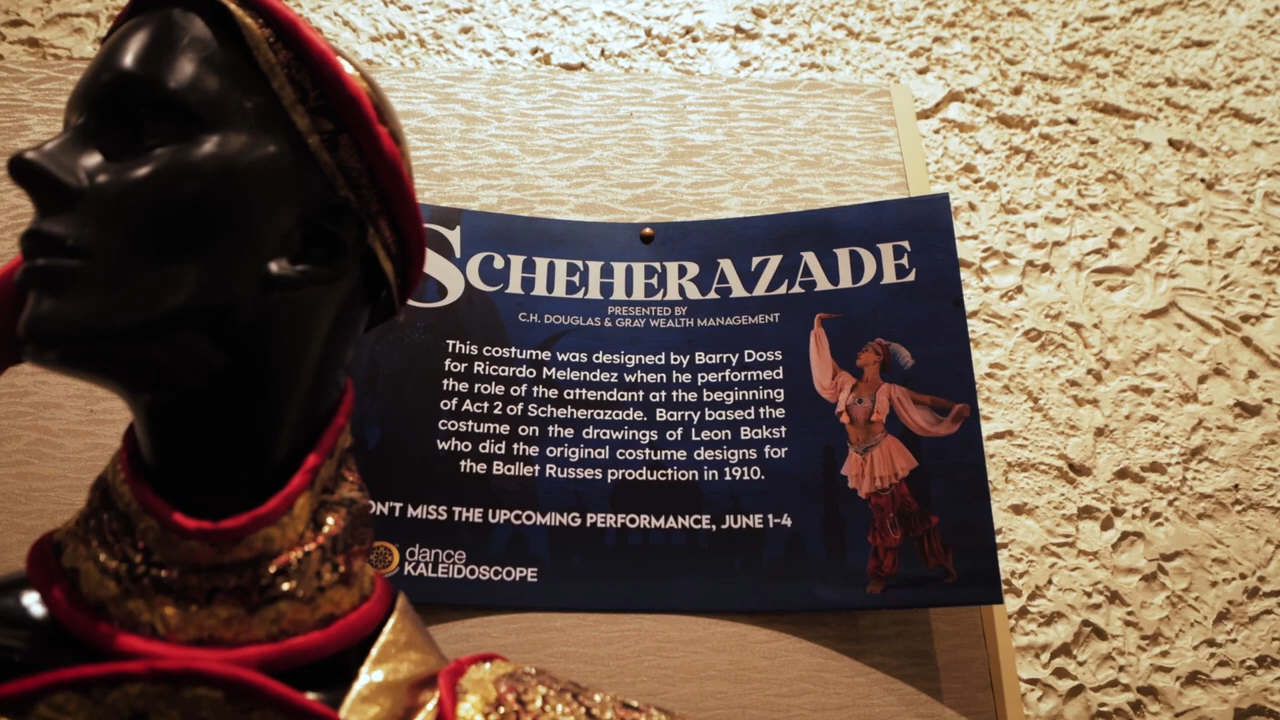 SCHEHERAZADE
PRESENTED BY
C.H. DOUGLAS & GRAY WEALTH MANAGEMENT
This costume was designed by Barry Doss
for Ricardo Melendez when he performed
the role of the attendant at the beginning
of Act 2 of Scheherazade. Barry based the
costume on the drawings of Leon Bakst
who did the original costume designs for
the Ballet Russes production in 1910.
ON'T MISS THE UPCOMING PERFORMANCE, JUNE 1-4
dance
KALEIDOSCOPE